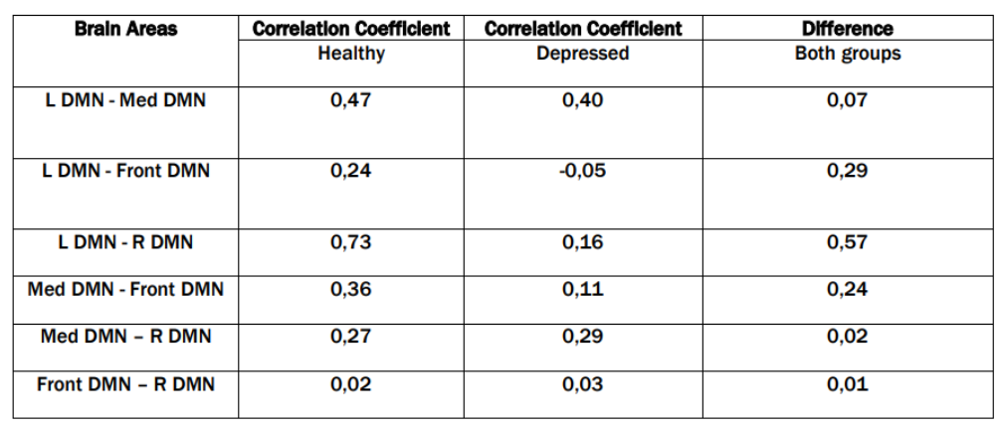 Brain Areas Correlation Coefficient Correlation Coefficient Difference
Healthy Depressed Both groups
L DMN - Med DMN 0,47 0,40 0,07
L DMN - Front DMN 0,24 -0,05 0,29
L DMN - R DMN 0,73 0,16 0,57
Med DMN - Front DMN 0,36 0,11 0,24
Med DMN – R DMN 0,27 0,29 0,02
Front DMN – R DMN 0,02 0,03 0,01